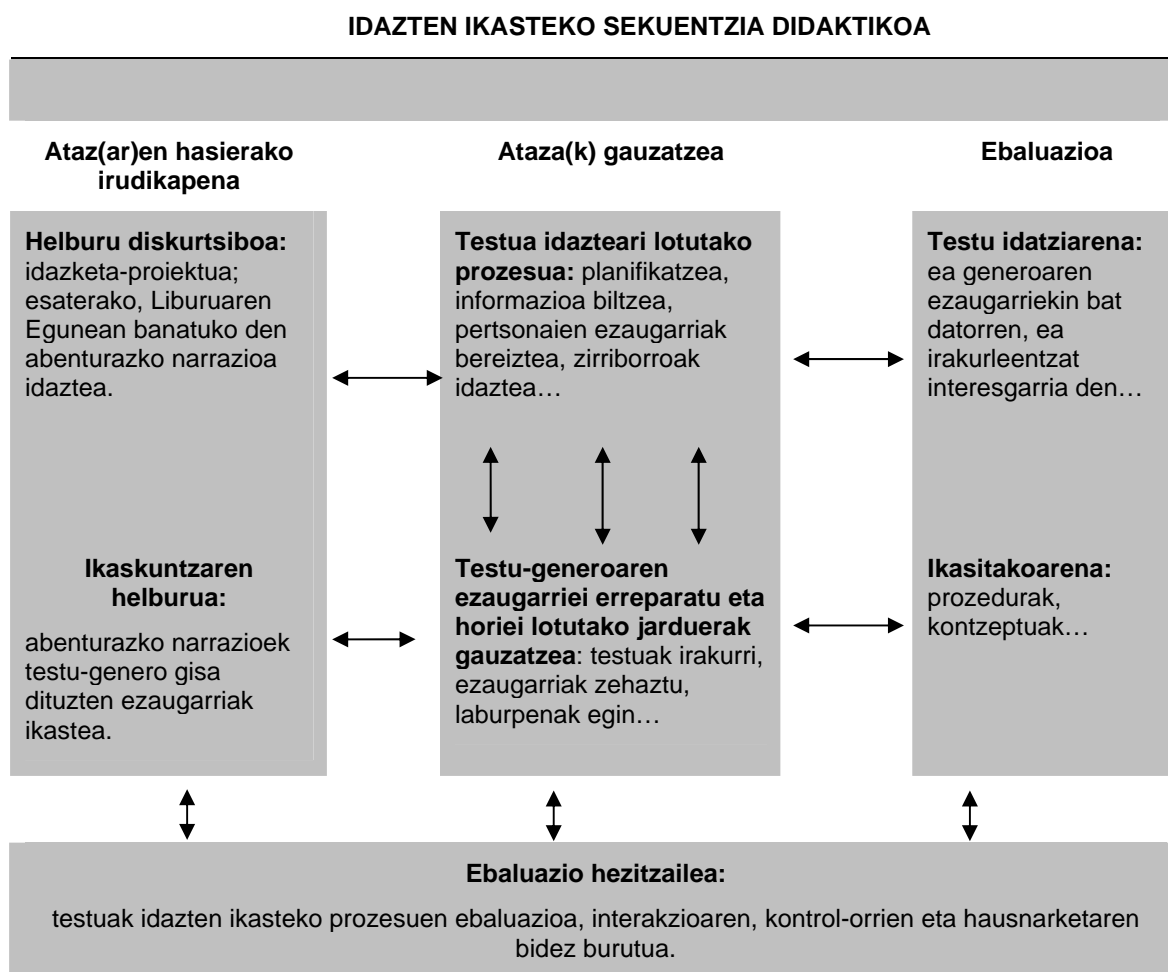 IDAZTEN IKASTEKO SEKUENTZIA DIDAKTIKOA
Ataz(ar)en hasierako
irudikapena
Ataza(k) gauzatzea
Ebaluazioa
Helburu diskurtsiboa:
idazketa-proiektua;
esaterako, Liburuaren
Egunean banatuko den
abenturazko narrazioa
idaztea.
Testua idazteari lotutako
prozesua: planifikatzea,
informazioa biltzea,
pertsonaien ezaugarriak
bereiztea, zirriborroak
idaztea…
Testu idatziarena:
ea generoaren
ezaugarriekin bat
datorren, ea
irakurleentzat
interesgarria den…
Ikaskuntzaren
helburua:
abenturazko narrazioek
testu-genero gisa
dituzten ezaugarriak
ikastea.
Testu-generoaren
ezaugarriei erreparatu eta
horiei lotutako jarduerak
gauzatzea: testuak irakurri,
ezaugarriak zehaztu,
laburpenak egin…
Ikasitakoarena:
prozedurak,
kontzeptuak…
Ebaluazio hezitzailea:
testuak idazten ikasteko prozesuen ebaluazioa, interakzioaren, kontrol-orrien eta hausnarketaren
bidez burutua.